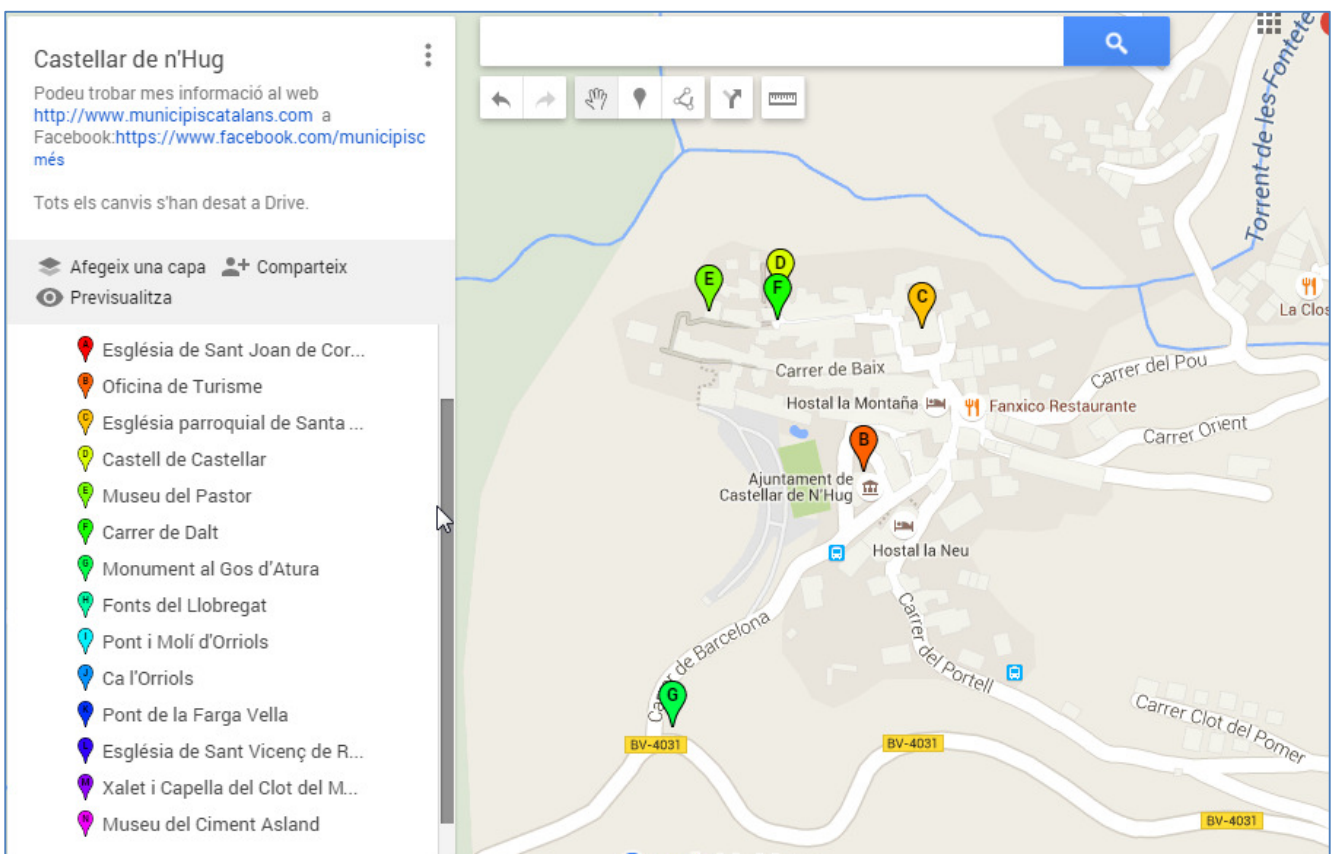 Castellar de n'Hug
Podeu trobar mes informació al web
http://www.municipiscatalans.com a
Facebook:https://www.facebook.com/municipisc
més
Tots els canvis s'han desat a Drive.
Afegeix una capa
Comparteix
Previsualitza
A Església de Sant Joan de Cor...
B Oficina de Turisme
C Església parroquial de Santa ...
D Castell de Castellar
E Museu del Pastor
F Carrer de Dalt
G Monument al Gos d'Atura
H Fonts del Llobregat
I Pont i Molí d'Orriols
J Ca l'Orriols
K Pont de la Farga Vella
L Església de Sant Vicenç de R...
M Xalet i Capella del Clot del M...
N Museu del Ciment Asland
Torrent de les Fontete
D
E
F
C
La Clos
Carrer de Baix
Carrer del Pou
Hostal la Montaña
Fanxico Restaurante
Carrer Orient
B
Ajuntament de
Castellar de N'Hug
Hostal la Neu
Carrer de Barcelona
Carrer del Portell
G
Carrer Clot del Pomer
BV-4031
BV-4031
BV-4031